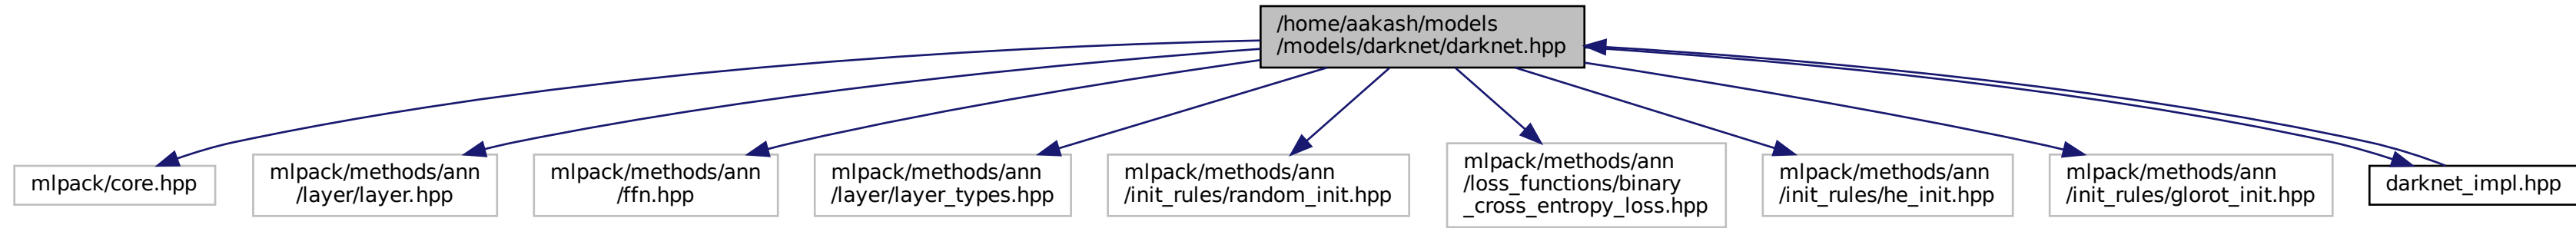 /home/aakash/models
/models/darknet/darknet.hpp
mlpack/core.hpp
mlpack/methods/ann
/layer/layer.hpp
mlpack/methods/ann
/ffn.hpp
mlpack/methods/ann
/layer/layer_types.hpp
mlpack/methods/ann
/init_rules/random_init.hpp
mlpack/methods/ann
/loss_functions/binary
_cross_entropy_loss.hpp
mlpack/methods/ann
/init_rules/he_init.hpp
mlpack/methods/ann
/init_rules/glorot_init.hpp
darknet_impl.hpp